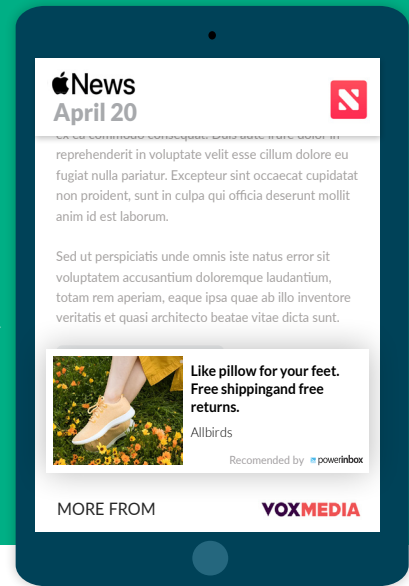 News
April 20
ex ea commodo consequat. Duis aute irure dolor in
reprehenderit in voluptate velit esse cillum dolore eu
fugiat nulla pariatur. Excepteur sint occaecat cupidatat
non proident, sunt in culpa qui officia deserunt mollit
anim id est laborum.
Sed ut perspiciatis unde omnis iste natus error sit
voluptatem accusantium doloremque laudantium,
totam rem aperiam, eaque ipsa quae ab illo inventore
veritatis et quasi architecto beatae vitae dicta sunt.
Like pillow for your feet.
Free shippingand free
returns.
Allbirds
Recomended by powerinbox
MORE FROM VOXMEDIA